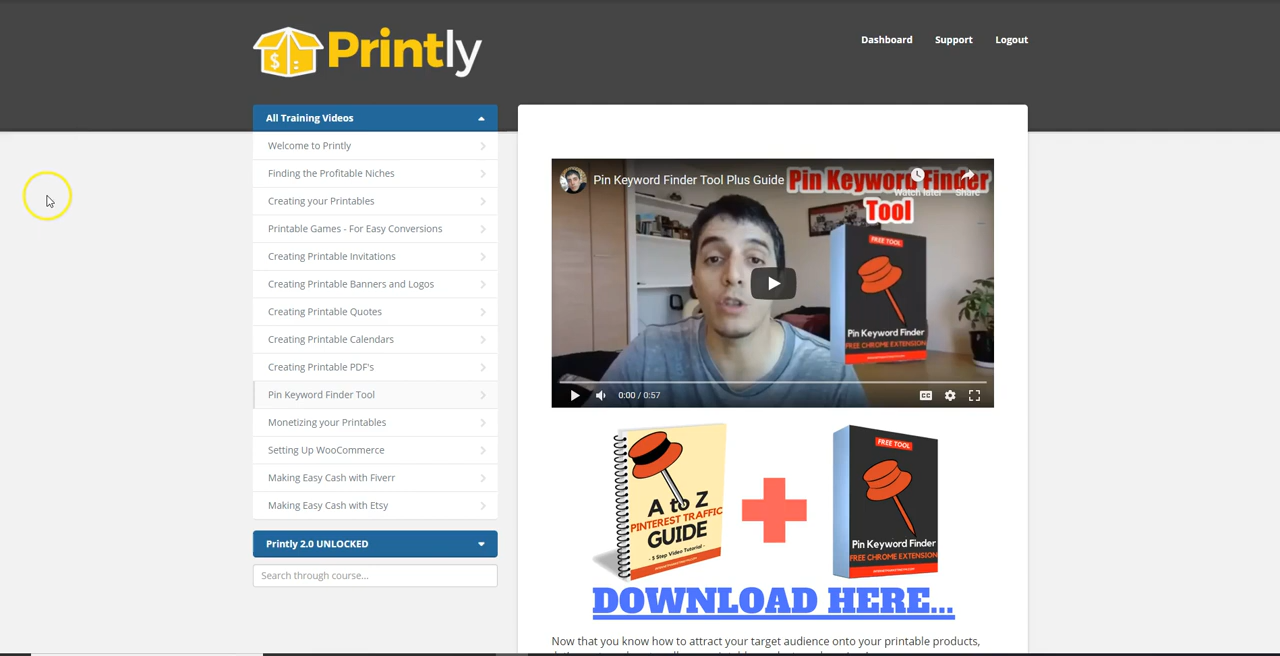 Printly
Dashboard Support Logout
All Training Videos
Welcome to Printly
Finding the Profitable Niches
Creating your Printables
Printable Games - For Easy Conversions
Creating Printable Invitations
Creating Printable Banners and Logos
Creating Printable Quotes
Creating Printable Calendars
Creating Printable PDF's
Pin Keyword Finder Tool
Monetizing your Printables
Setting Up WooCommerce
Making Easy Cash with Fiverr
Making Easy Cash with Etsy
Printly 2.0 UNLOCKED
Search through course...
Pin Keyword Finder Tool Plus Guide
Pin Keyword Finder
Tool
Watch later Share
FREE TOOL
Pin Keyword Finder
FREE CHROME EXTENSION
0:00 / 0:57
CC
A to Z
PINTEREST TRAFFIC
GUIDE
- 3 Step Video Tutorial -
FREE TOOL
Pin Keyword Finder
FREE CHROME EXTENSION
DOWNLOAD HERE...
Now that you know how to attract your target audience onto your printable products,